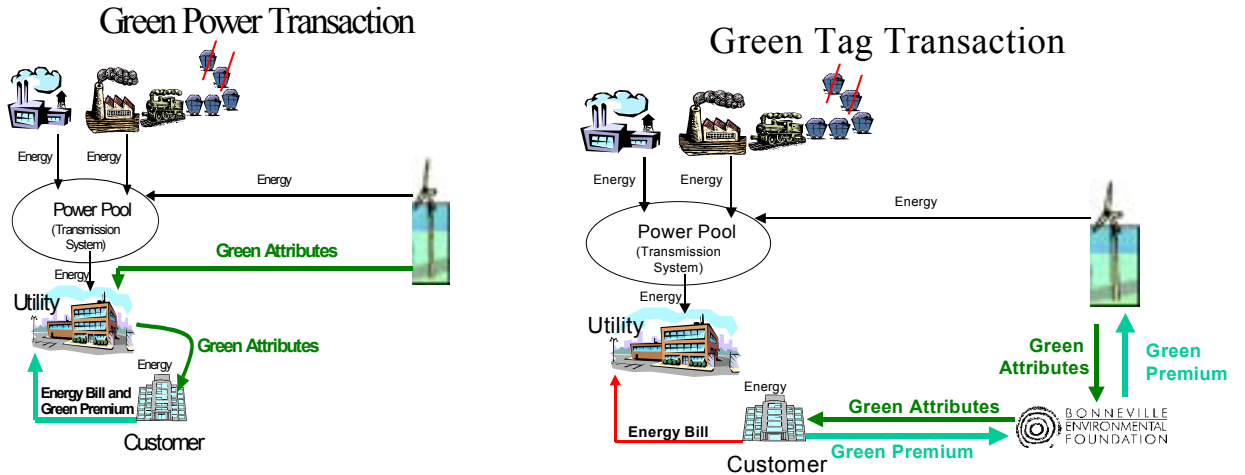 Green Power Transaction
Energy
Energy
Energy
Power Pool
(Transmission
System)
Green Attributes
Energy
Utility
Green Attributes
Energy
Energy Bill and
Green Premium
Customer
Green Tag Transaction
Energy
Energy
Energy
Power Pool
(Transmission
System)
Energy
Utility
Green
Attributes
Green
Premium
Energy
Green Attributes
BONNEVILLE
ENVIRONMENTAL
FOUNDATION
Energy Bill
Green Premium
Customer